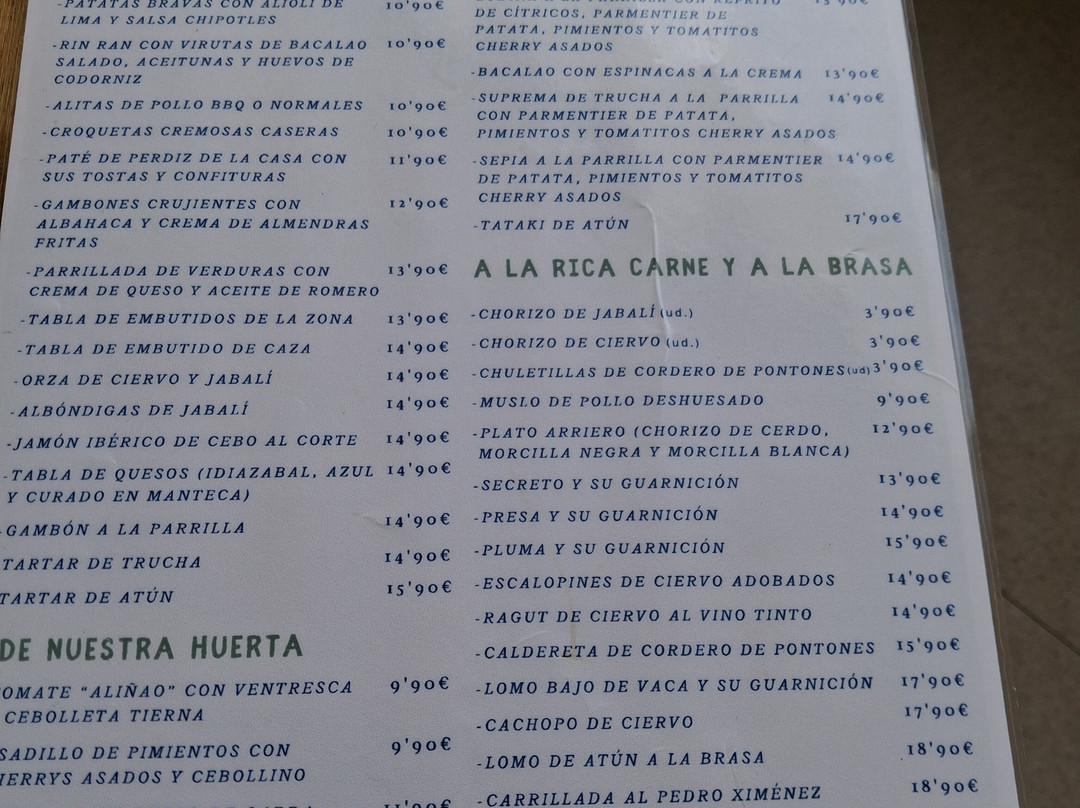 -PATATAS BRAVAS CON ALIOLI DE 10'90€
LIMA Y SALSA CHIPOTLES
-RIN RAN CON VIRUTAS DE BACALAO 10'90€
SALADO, ACEITUNAS Y HUEVOS DE
CODORNIZ
-ALITAS DE POLLO BBQ O NORMALES 10'90€
-CROQUETAS CREMOSAS CASERAS 10'90€
-PATÉ DE PERDIZ DE LA CASA CON 11'90€
SUS TOSTAS Y CONFITURAS
-GAMBONES CRUJIENTES CON 12'90€
ALBAHACA Y CREMA DE ALMENDRAS
FRITAS
-PARRILLADA DE VERDURAS CON 13'90€
CREMA DE QUESO Y ACEITE DE ROMERO
-TABLA DE EMBUTIDOS DE LA ZONA 13'90€
-TABLA DE EMBUTIDO DE CAZA 14'90€
-ORZA DE CIERVO Y JABALÍ 14'90€
-ALBÓNDIGAS DE JABALÍ 14'90€
-JAMÓN IBÉRICO DE CEBO AL CORTE 14'90€
-TABLA DE QUESOS (IDIAZABAL, AZUL 14'90€
Y CURADO EN MANTECA)
-GAMBÓN A LA PARRILLA 14'90€
TARTAR DE TRUCHA 14'90€
TARTAR DE ATÚN 15'90€
DE NUESTRA HUERTA
OMATE "ALIÑAO" CON VENTRESCA 9'90€
CEBOLLETA TIERNA
SADILLO DE PIMIENTOS CON 9'90€
HERRYS ASADOS Y CEBOLLINO
11'90€
A LA PARRILLA CON REFRITO 15'90€
DE CÍTRICOS, PARMENTIER DE
PATATA, PIMIENTOS Y TOMATITOS
CHERRY ASADOS
-BACALAO CON ESPINACAS A LA CREMA 13'90€
-SUPREMA DE TRUCHA A LA PARRILLA 14'90€
CON PARMENTIER DE PATATA,
PIMIENTOS Y TOMATITOS CHERRY ASADOS
-SEPIA A LA PARRILLA CON PARMENTIER 14'90€
DE PATATA, PIMIENTOS Y TOMATITOS
CHERRY ASADOS
-TATAKI DE ATÚN 17'90€
A LA RICA CARNE Y A LA BRASA
-CHORIZO DE JABALÍ (ud.) 3'90€
-CHORIZO DE CIERVO (ud.) 3'90€
-CHULETILLAS DE CORDERO DE PONTONES (ud) 3'90€
-MUSLO DE POLLO DESHUESADO 9'90€
-PLATO ARRIERO (CHORIZO DE CERDO, 12'90€
MORCILLA NEGRA Y MORCILLA BLANCA)
-SECRETO Y SU GUARNICIÓN 13'90€
-PRESA Y SU GUARNICIÓN 14'90€
-PLUMA Y SU GUARNICIÓN 15'90€
-ESCALOPINES DE CIERVO ADOBADOS 14'90€
-RAGUT DE CIERVO AL VINO TINTO 14'90€
-CALDERETA DE CORDERO DE PONTONES 15'90€
-LOMO BAJO DE VACA Y SU GUARNICIÓN 17'90€
-CACHOPO DE CIERVO 17'90€
-LOMO DE ATÚN A LA BRASA 18'90€
-CARRILLADA AL PEDRO XIMÉNEZ 18'90€